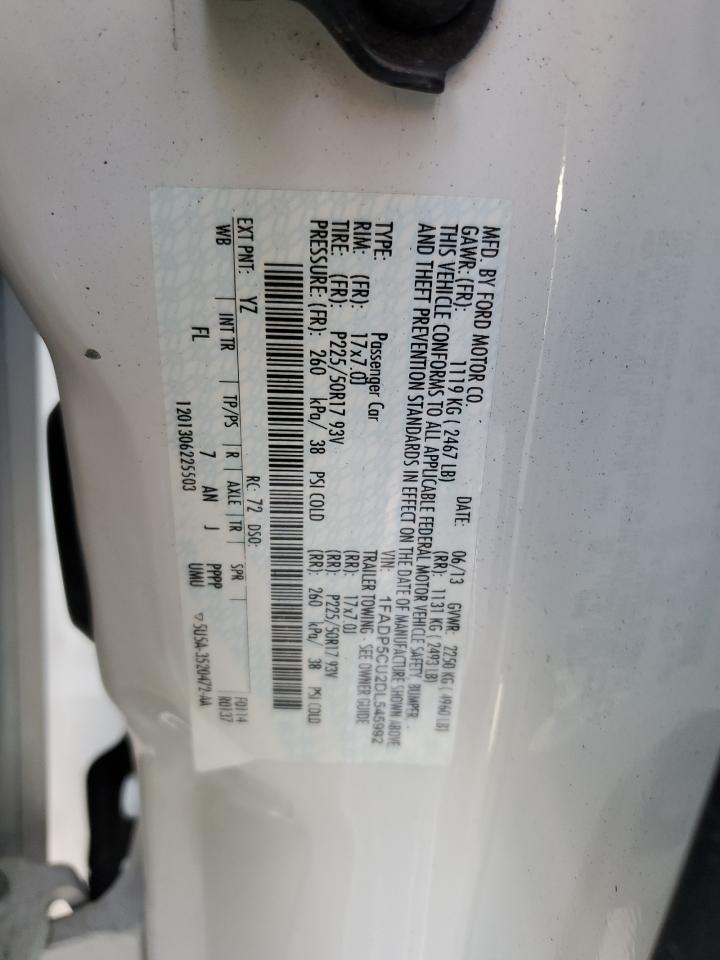 MFD. BY FORD MOTOR CO.
DATE: 06/13 GVWR: 2250 KG ( 4960 LB)
GAWR: (FR): 1119 KG ( 2467 LB) (RR): 1131 KG ( 2493 LB)
THIS VEHICLE CONFORMS TO ALL APPLICABLE FEDERAL MOTOR VEHICLE SAFETY, BUMPER,
AND THEFT PREVENTION STANDARDS IN EFFECT ON THE DATE OF MANUFACTURE SHOWN ABOVE
VIN: 1FADP5CU2DL545992
TYPE: Passenger Car TRAILER TOWING - SEE OWNER GUIDE
RIM: (FR): 17x7.0J (RR): 17x7.0J
TIRE: (FR): P225/50R17 93V (RR): P225/50R17 93V
PRESSURE: (FR): 260 kPa/ 38 PSI COLD (RR): 260 kPa/ 38 PSI COLD
EXT PNT: YZ RC: 72 DSO: F0114
WB INT TR TP/PS R AXLE TR SPR R0137
FL 7 AN J PPPP
UMU
1201306225503 5U5A-3520472-AA